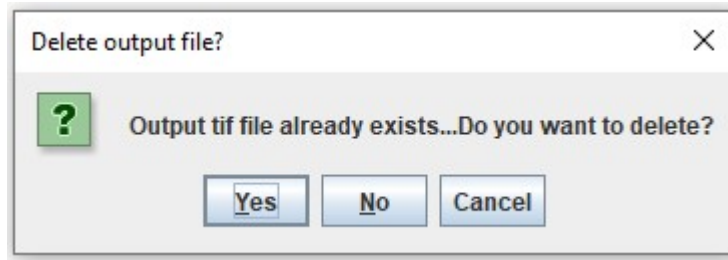 Delete output file?
?
Output tif file already exists...Do you want to delete?
Yes No Cancel